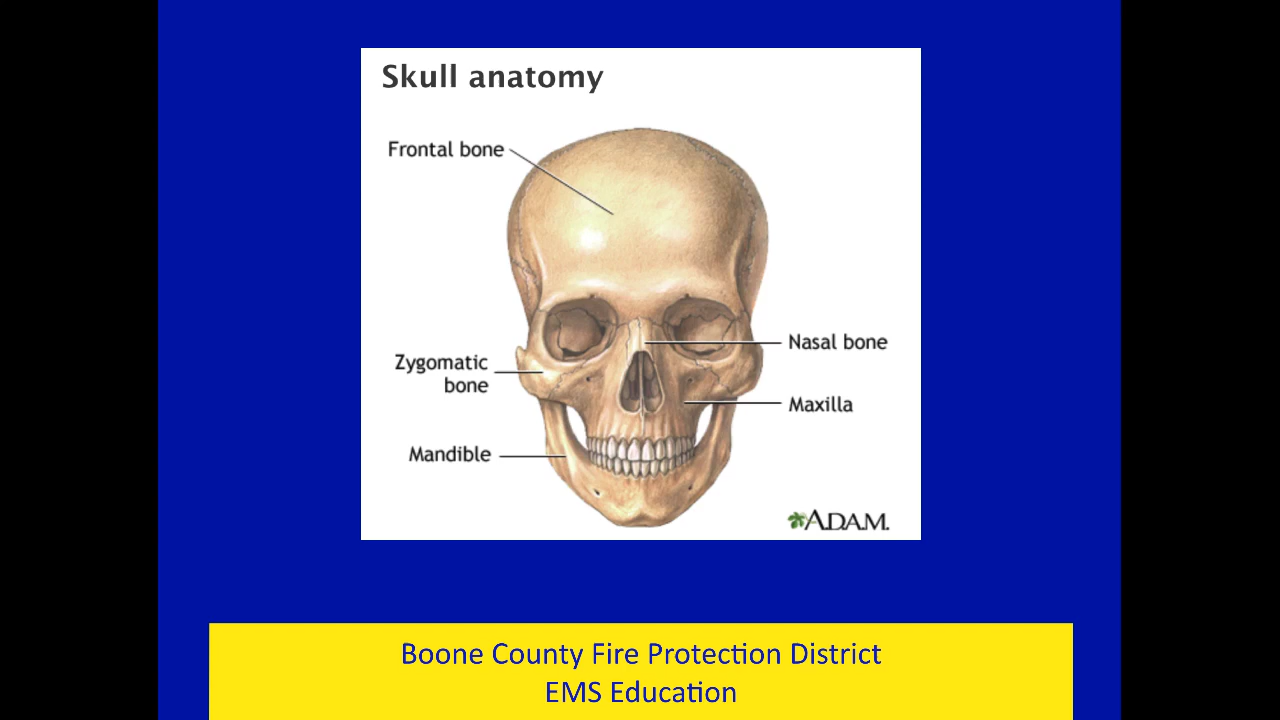 Skull anatomy
Frontal bone
Zygomatic
bone
Mandible
Nasal bone
Maxilla
A.D.A.M.
Boone County Fire Protection District
EMS Education